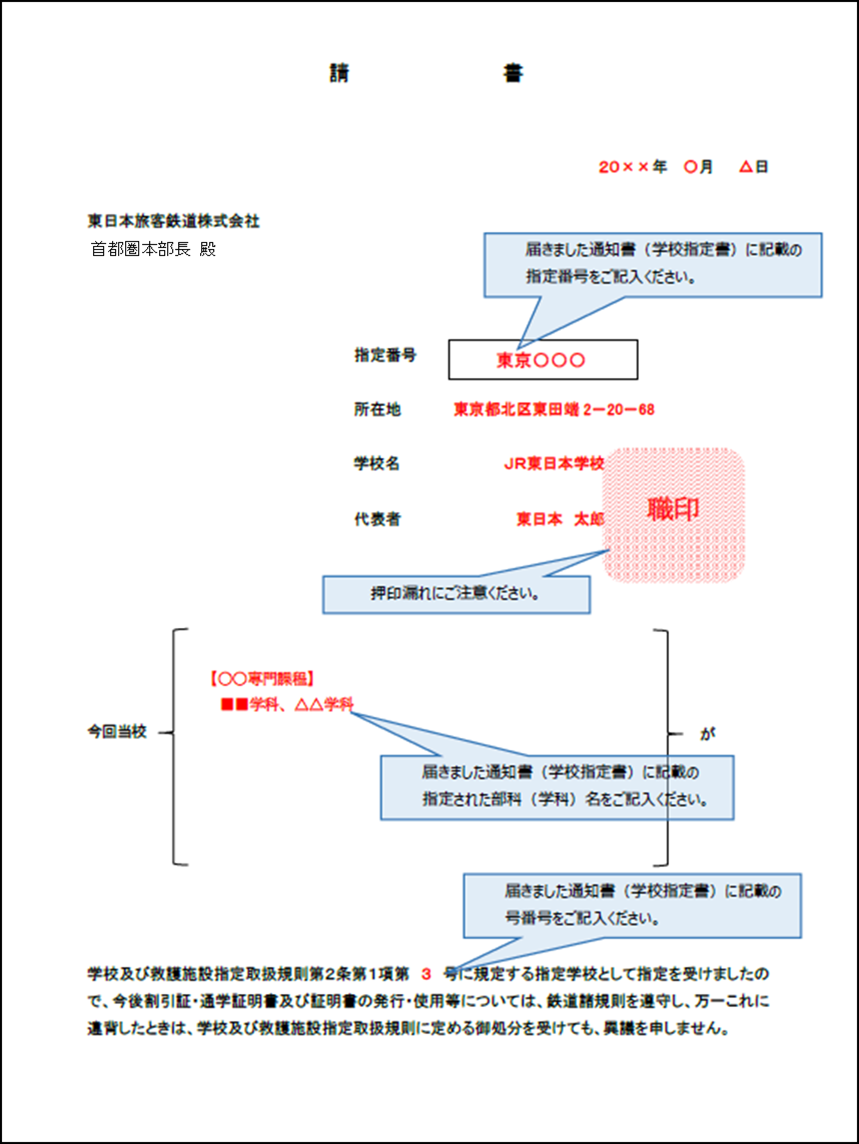 請 書
20××年 〇月 △日
東日本旅客鉄道株式会社
首都圏本部長 殿
届きました通知書（学校指定書）に記載の
指定番号をご記入ください。
指定番号 東京〇〇〇
所在地 東京都北区東田端2－20－68
学校名 JR東日本学校
代表者 東日本 太郎
職印
押印漏れにご注意ください。
【〇〇専門課程】
■■学科、△△学科
今回当校 が
届きました通知書（学校指定書）に記載の
指定された部科（学科）名をご記入ください。
届きました通知書（学校指定書）に記載の
号番号をご記入ください。
学校及び救護施設指定取扱規則第2条第1項第 3 号に規定する指定学校として指定を受けましたの
で、今後割引証・通学証明書及び証明書の発行・使用等については、鉄道諸規則を遵守し、万一これに
違背したときは、学校及び救護施設指定取扱規則に定める御処分を受けても、異議を申しません。